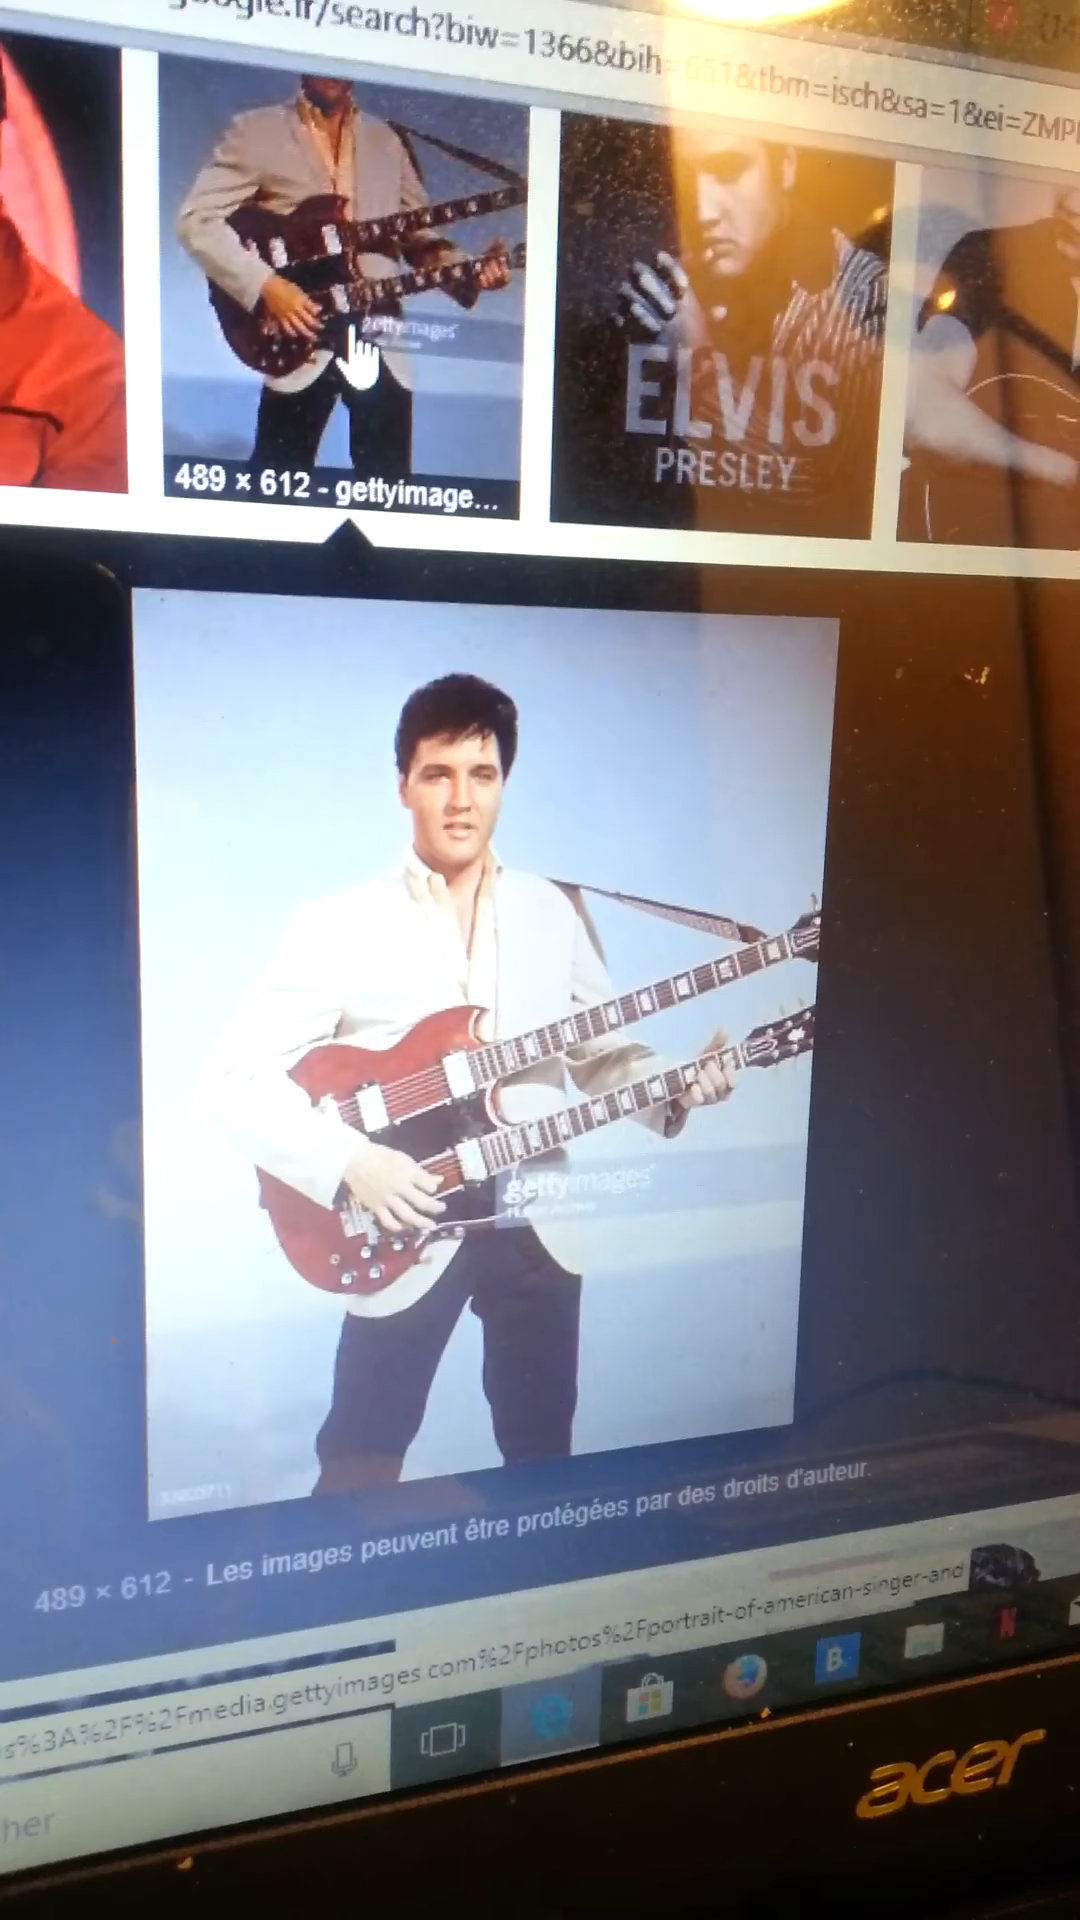 google.fr/search?biw=1366&bih=651&tbm=isch&sa=1&ei=ZMP
gettyimages
489 × 612 - gettyimage...
ELVIS
PRESLEY
gettyimages
489 × 612 - Les images peuvent être protégées par des droits d'auteur.
s%3A%2F%2Fmedia.gettyimages.com%2Fphotos%2Fportrait-of-american-singer-and
her
B.
N
acer